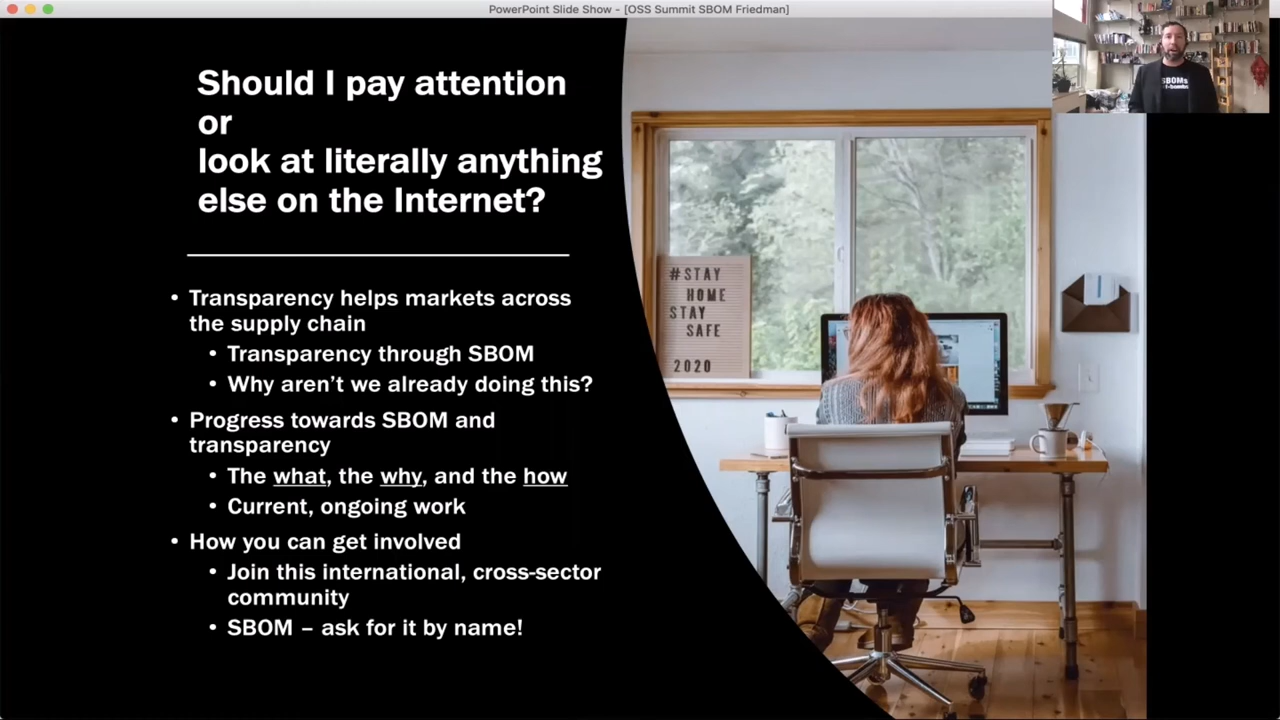 PowerPoint Slide Show - [OSS Summit SBOM Friedman]
Should I pay attention
or
look at literally anything
else on the Internet?
• Transparency helps markets across
the supply chain
• Transparency through SBOM
• Why aren’t we already doing this?
• Progress towards SBOM and
transparency
• The what, the why, and the how
• Current, ongoing work
• How you can get involved
• Join this international, cross-sector
community
• SBOM – ask for it by name!
#STAY
HOME
STAY
SAFE
2020
SBOMs